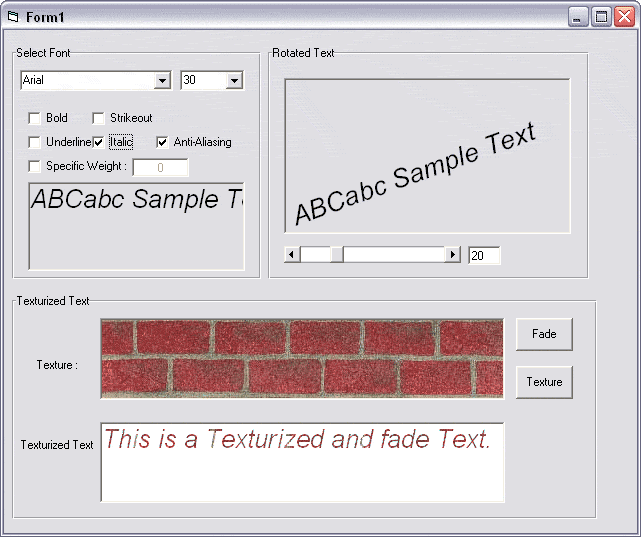 Form1
Select Font
Arial
30
Bold
Strikeout
Underline
Italic
Anti-Aliasing
Specific Weight :
0
ABCabc Sample Te
Rotated Text
ABCabc Sample Text
20
Texturized Text
Texture :
Fade
Texture
Texturized Text
This is a Texturized and fade Text.